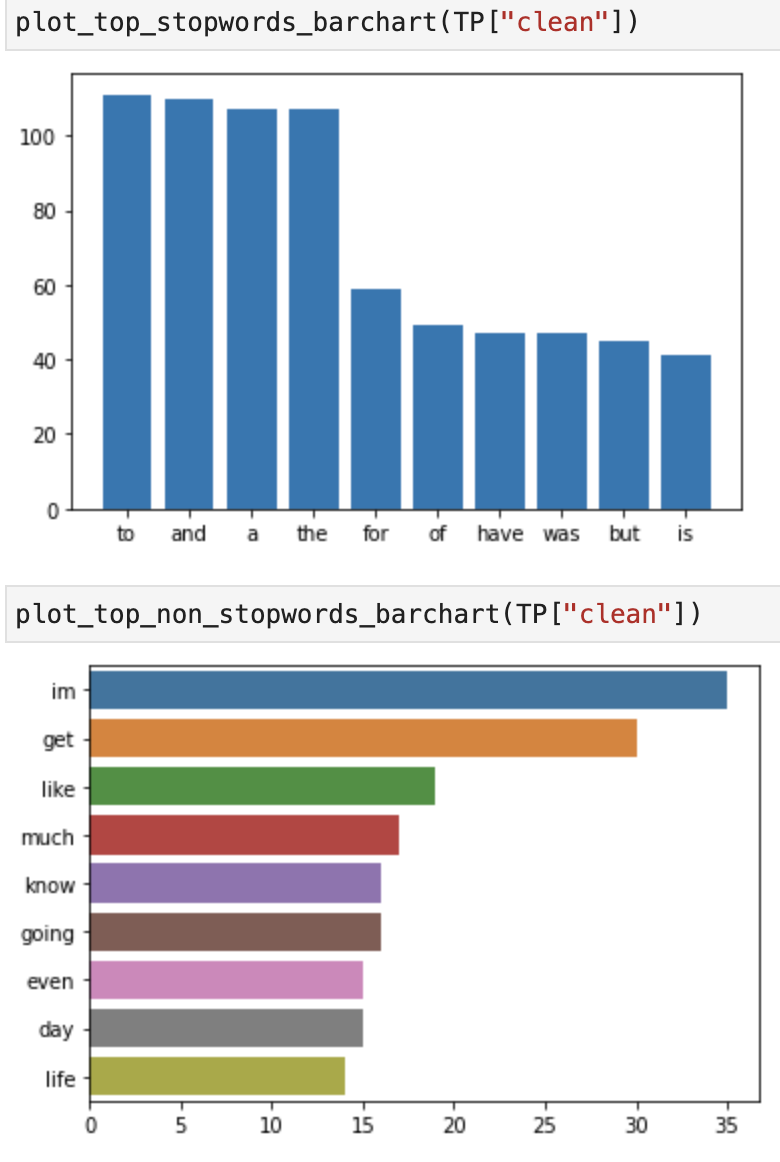 plot_top_stopwords_barchart(TP["clean"])
100
80
60
40
20
0
to and a the for of have was but is
plot_top_non_stopwords_barchart(TP["clean"])
im
get
like
much
know
going
even
day
life
0 5 10 15 20 25 30 35